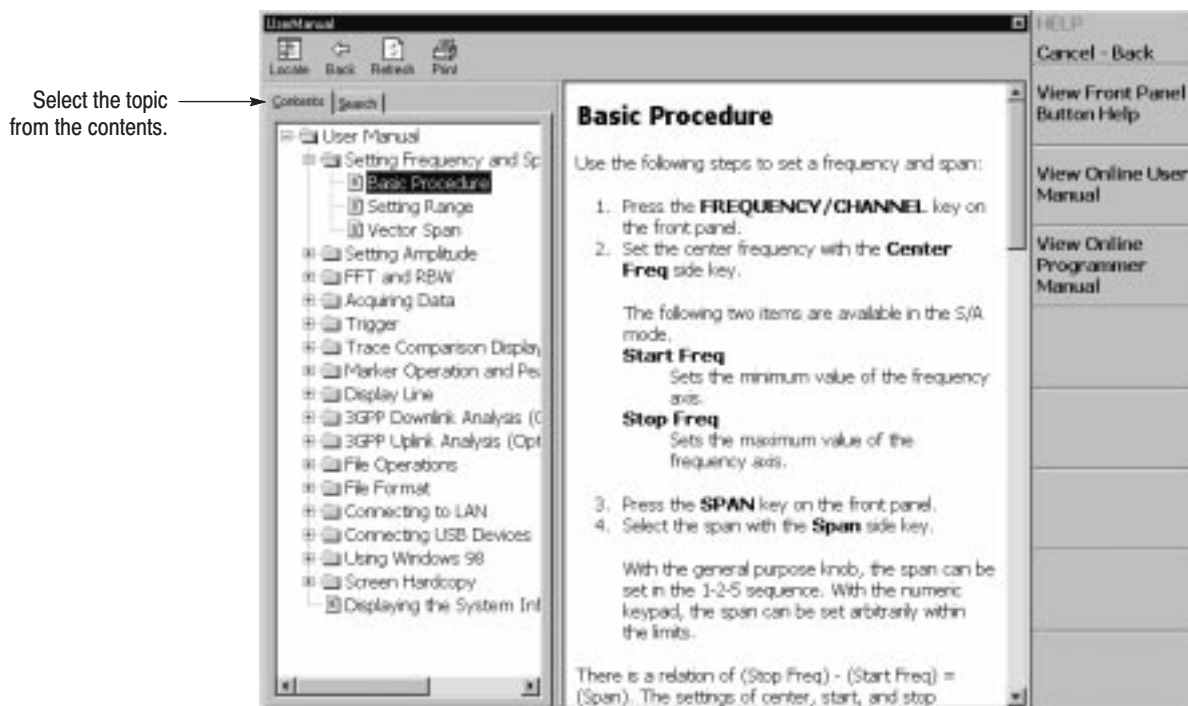 Select the topic
from the contents.
UserManual
Locate Back Refresh Print
Contents Search
User Manual
Setting Frequency and Sp
Basic Procedure
Setting Range
Vector Span
Setting Amplitude
FFT and RBW
Acquiring Data
Trigger
Trace Comparison Display
Marker Operation and Pea
Display Line
3GPP Downlink Analysis (O
3GPP Uplink Analysis (Opt
File Operations
File Format
Connecting to LAN
Connecting USB Devices
Using Windows 98
Screen Hardcopy
Displaying the System Inf
Basic Procedure
Use the following steps to set a frequency and span:
1. Press the FREQUENCY/CHANNEL key on
the front panel.
2. Set the center frequency with the Center
Freq side key.
The following two items are available in the S/A
mode.
Start Freq
Sets the minimum value of the frequency
axis.
Stop Freq
Sets the maximum value of the
frequency axis.
3. Press the SPAN key on the front panel.
4. Select the span with the Span side key.
With the general purpose knob, the span can be
set in the 1-2-5 sequence. With the numeric
keypad, the span can be set arbitrarily within
the limits.
There is a relation of (Stop Freq) - (Start Freq) =
(Span). The settings of center, start, and stop
HELP
Cancel - Back
View Front Panel
Button Help
View Online User
Manual
View Online
Programmer
Manual